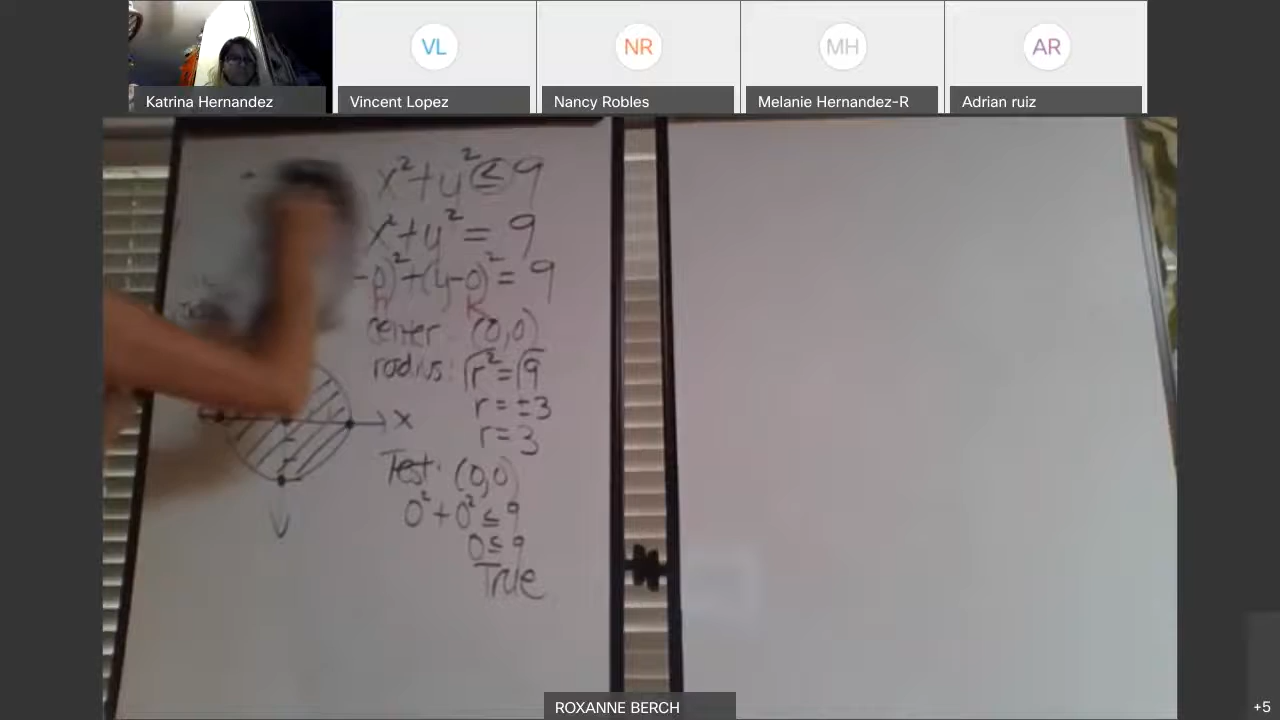 VL
NR
MH
AR
Katrina Hernandez
Vincent Lopez
Nancy Robles
Melanie Hernandez-R
Adrian ruiz
x²+y²≤9
x²+y²=9
-0)²+(y-0)²=9
h k
center: (0,0)
radius: √r²=√9
r=±3
r=3
x
Test: (0,0)
0²+0²≤9
0≤9
True
ROXANNE BERCH
+5